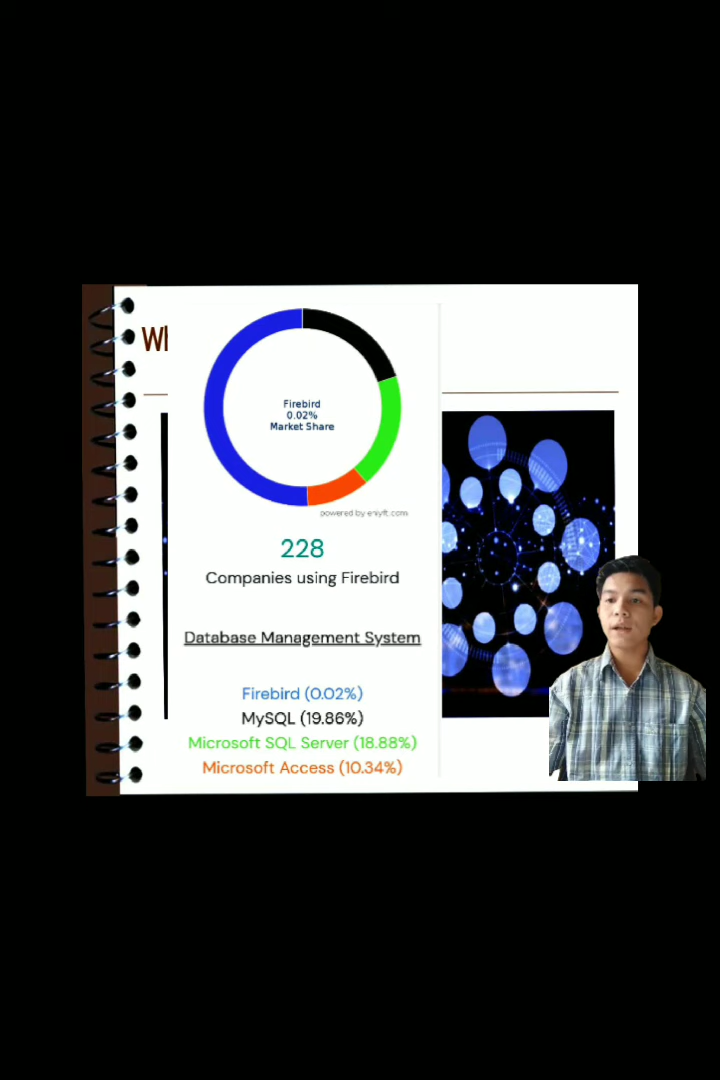 Wh
Firebird
0.02%
Market Share
powered by enlyft.com
228
Companies using Firebird
Database Management System
Firebird (0.02%)
MySQL (19.86%)
Microsoft SQL Server (18.88%)
Microsoft Access (10.34%)